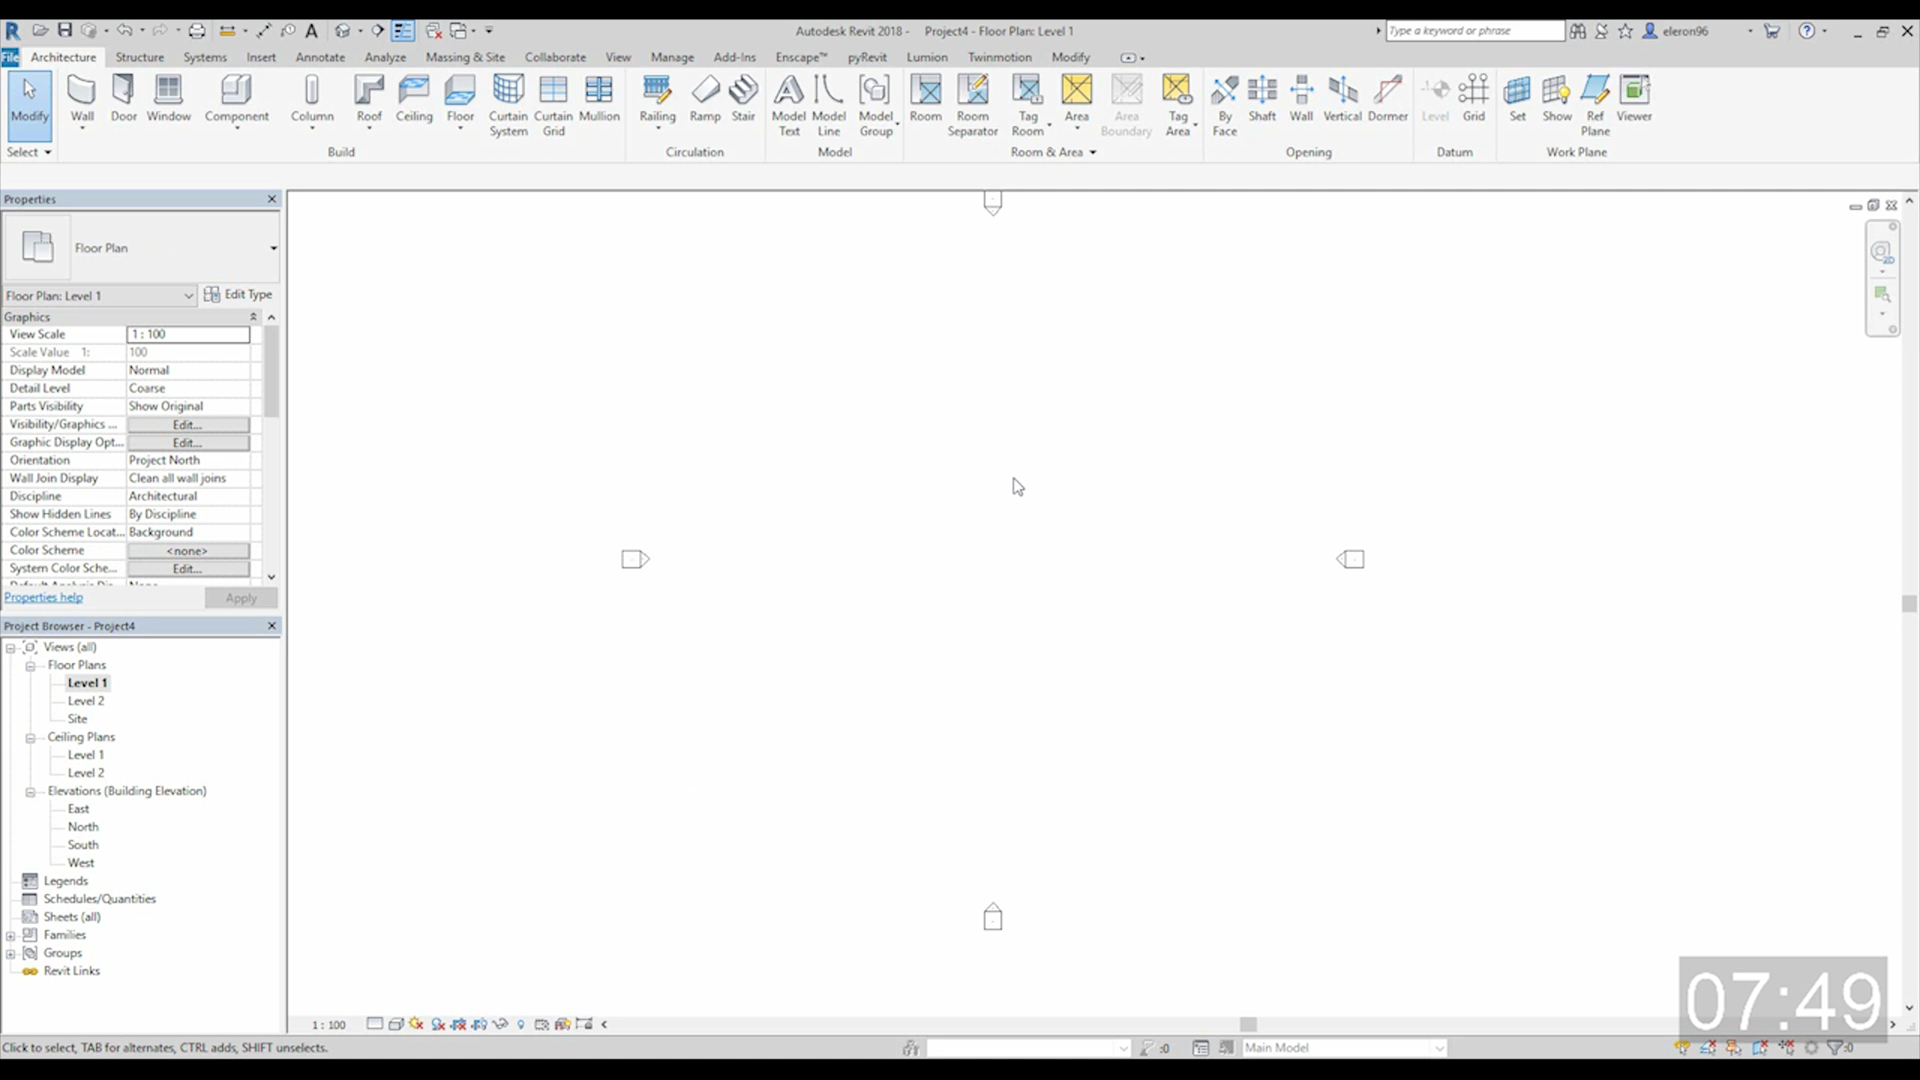 Autodesk Revit 2018 - Project4 - Floor Plan: Level 1
Type a keyword or phrase
eleron96
File Architecture Structure Systems Insert Annotate Analyze Massing & Site Collaborate View Manage Add-Ins Enscape™ pyRevit Lumion Twinmotion Modify
Modify Wall Door Window Component Column Roof Ceiling Floor Curtain System Curtain Grid Mullion Railing Ramp Stair Model Text Model Line Model Group Room Room Separator Tag Room Area Area Boundary Tag Area By Face Shaft Wall Vertical Dormer Level Grid Set Show Ref Plane Viewer
Select Build Circulation Model Room & Area Opening Datum Work Plane
Properties
Floor Plan
Floor Plan: Level 1 Edit Type
Graphics
View Scale 1 : 100
Scale Value 1: 100
Display Model Normal
Detail Level Coarse
Parts Visibility Show Original
Visibility/Graphics ... Edit...
Graphic Display Opt... Edit...
Orientation Project North
Wall Join Display Clean all wall joins
Discipline Architectural
Show Hidden Lines By Discipline
Color Scheme Locat... Background
Color Scheme <none>
System Color Sche... Edit...
Properties help Apply
Project Browser - Project4
Views (all)
Floor Plans
Level 1
Level 2
Site
Ceiling Plans
Level 1
Level 2
Elevations (Building Elevation)
East
North
South
West
Legends
Schedules/Quantities
Sheets (all)
Families
Groups
Revit Links
1 : 100
07:49
Click to select, TAB for alternates, CTRL adds, SHIFT unselects.
:0
Main Model
:0